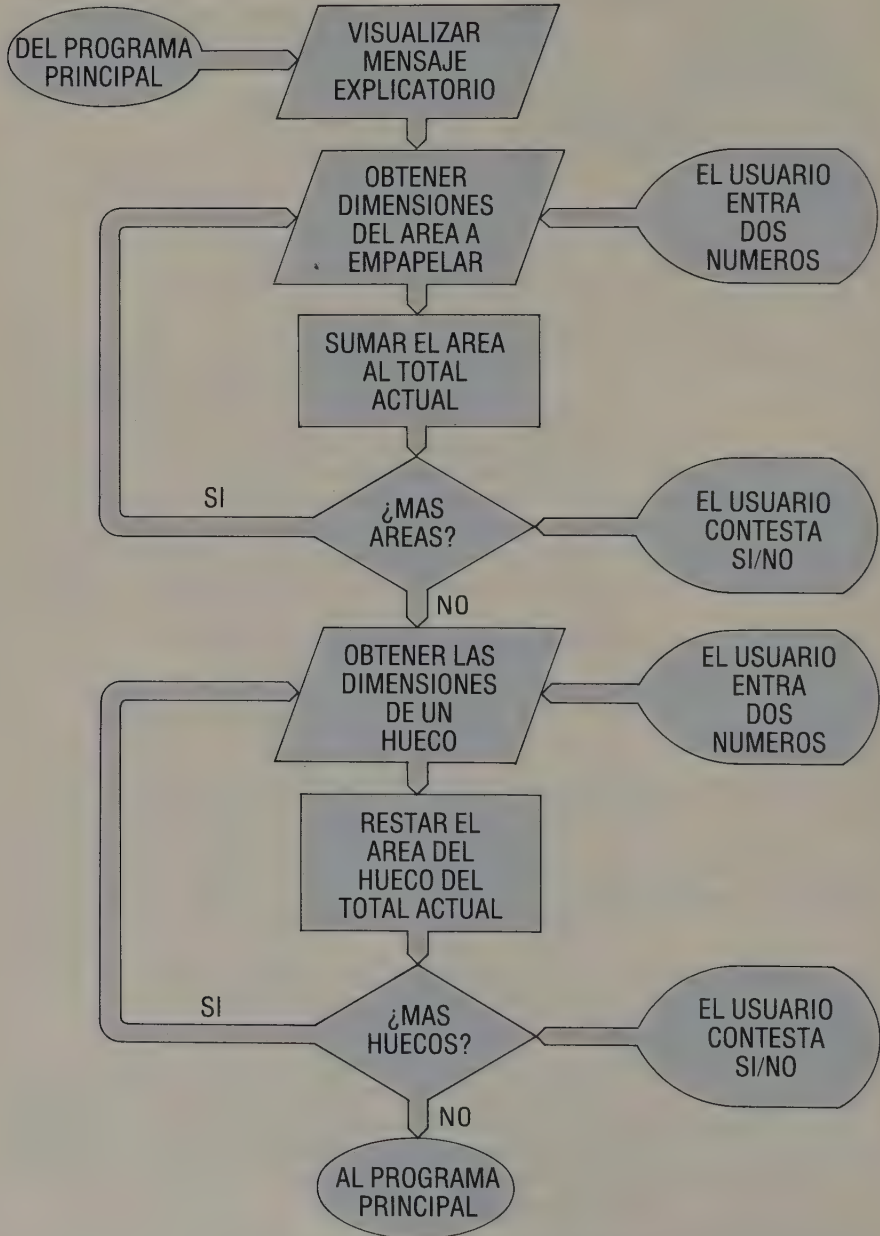 DEL PROGRAMA
PRINCIPAL
VISUALIZAR
MENSAJE
EXPLICATORIO
OBTENER
DIMENSIONES
DEL AREA A
EMPAPELAR
EL USUARIO
ENTRA
DOS
NUMEROS
SUMAR EL AREA
AL TOTAL
ACTUAL
SI
¿MAS
AREAS?
EL USUARIO
CONTESTA
SI/NO
NO
OBTENER LAS
DIMENSIONES
DE UN
HUECO
EL USUARIO
ENTRA
DOS
NUMEROS
RESTAR EL
AREA DEL
HUECO DEL
TOTAL ACTUAL
SI
¿MAS
HUECOS?
EL USUARIO
CONTESTA
SI/NO
NO
AL PROGRAMA
PRINCIPAL